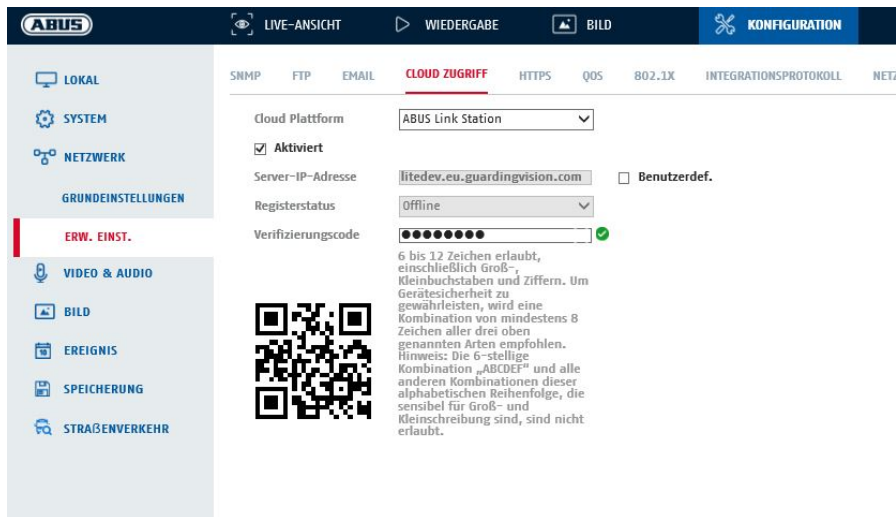 ABUS
LIVE-ANSICHT
WIEDERGABE
BILD
KONFIGURATION
LOKAL
SYSTEM
NETZWERK
GRUNDEINSTELLUNGEN
ERW. EINST.
VIDEO & AUDIO
BILD
EREIGNIS
SPEICHERUNG
STRAßENVERKEHR
SNMP
FTP
EMAIL
CLOUD ZUGRIFF
HTTPS
QOS
802.1X
INTEGRATIONSPROTOKOLL
NETZ
Cloud Plattform
ABUS Link Station
Aktiviert
Server-IP-Adresse
litedev.eu.guardingvision.com
Benutzerdef.
Registerstatus
Offline
Verifizierungscode
6 bis 12 Zeichen erlaubt,
einschließlich Groß-,
Kleinbuchstaben und Ziffern. Um
Gerätesicherheit zu
gewährleisten, wird eine
Kombination von mindestens 8
Zeichen aller drei oben
genannten Arten empfohlen.
Hinweis: Die 6-stellige
Kombination „ABCDEF“ und alle
anderen Kombinationen dieser
alphabetischen Reihenfolge, die
sensibel für Groß- und
Kleinschreibung sind, sind nicht
erlaubt.